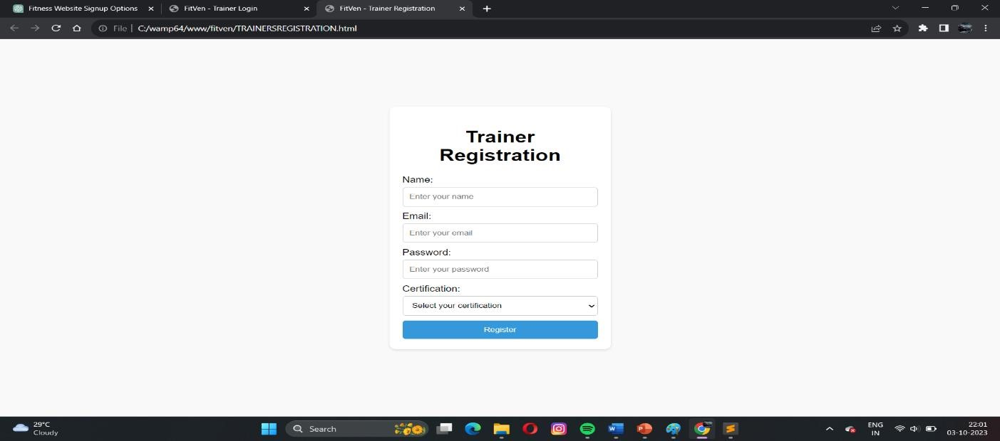 Fitness Website Signup Options
FitVen - Trainer Login
FitVen - Trainer Registration
File | C:/wamp64/www/fitven/TRAINERSREGISTRATION.html
Trainer
Registration
Name:
Enter your name
Email:
Enter your email
Password:
Enter your password
Certification:
Select your certification
Register
29°C
Cloudy
Search
ENG
IN
22:01
03-10-2023